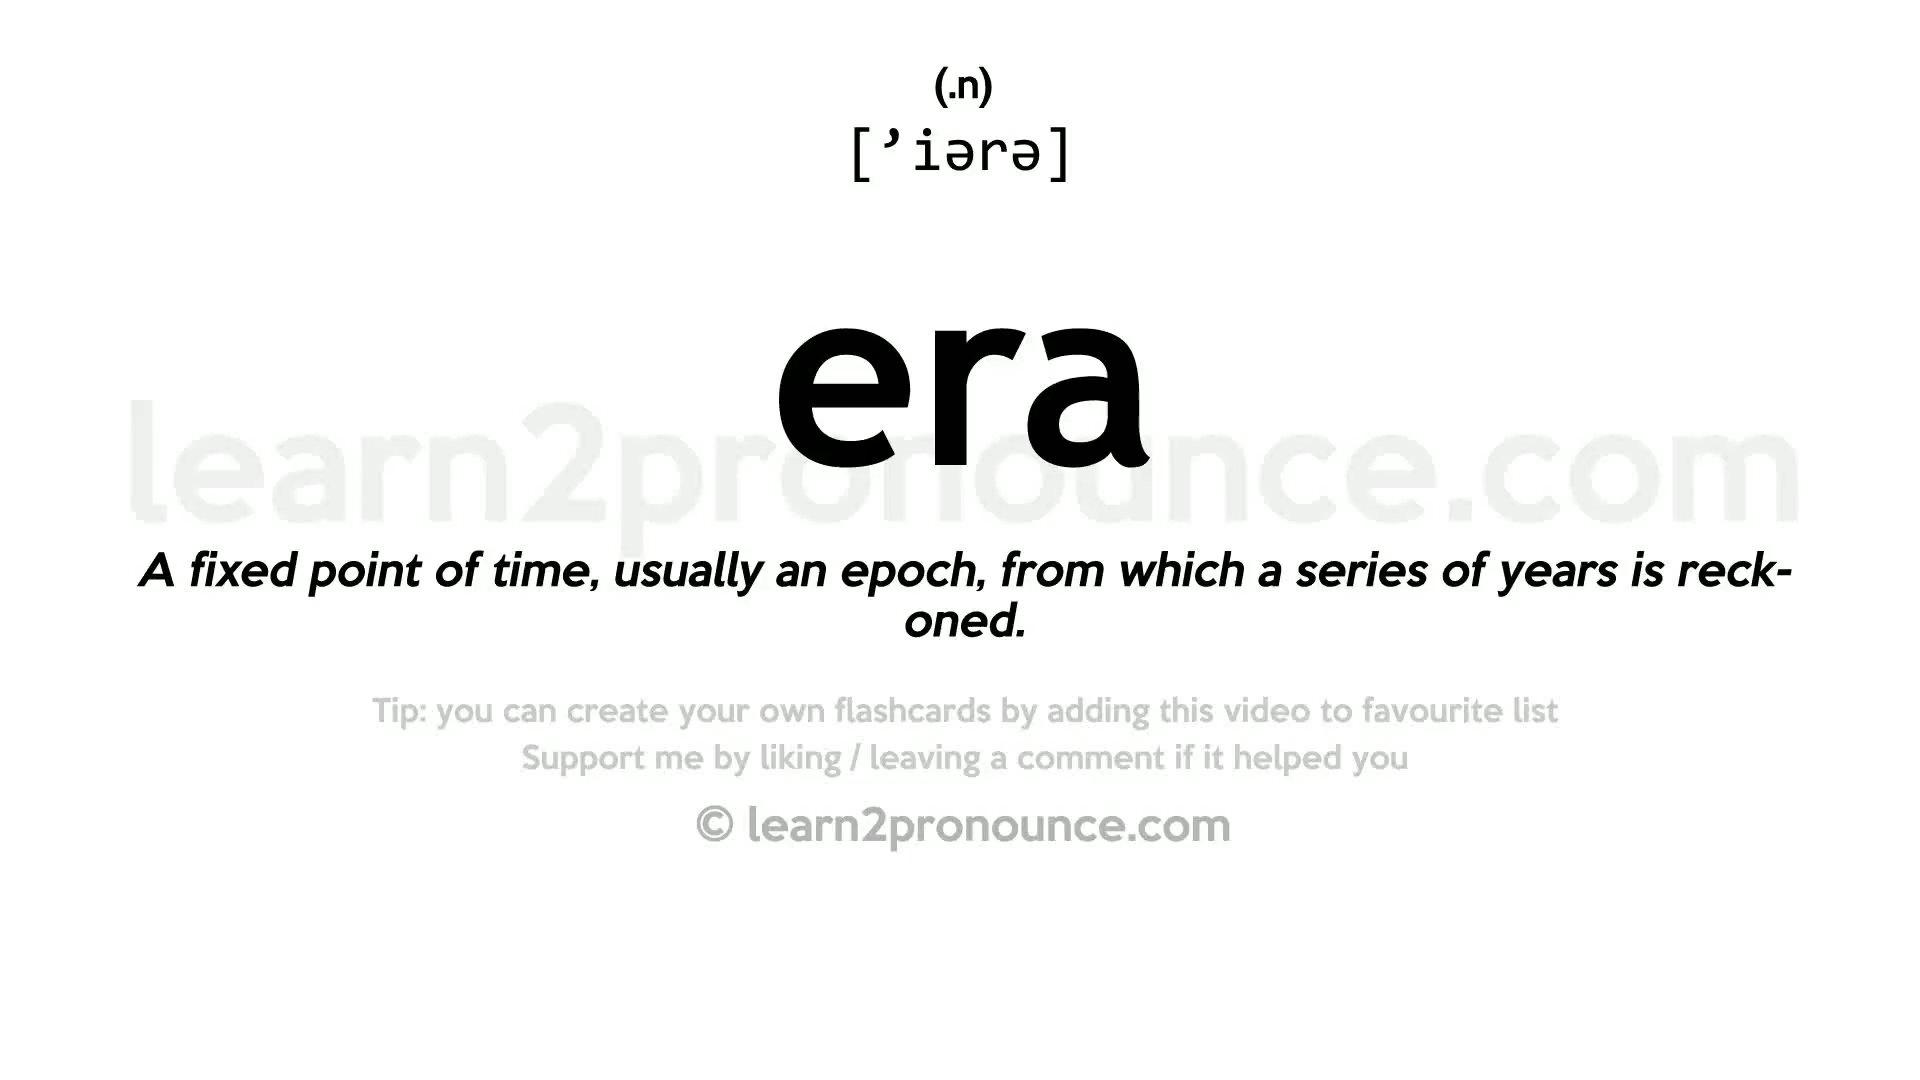 (.n)
[’iərə]
era
learn2pronounce.com
A fixed point of time, usually an epoch, from which a series of years is reck-
oned.
Tip: you can create your own flashcards by adding this video to favourite list
Support me by liking / leaving a comment if it helped you
© learn2pronounce.com